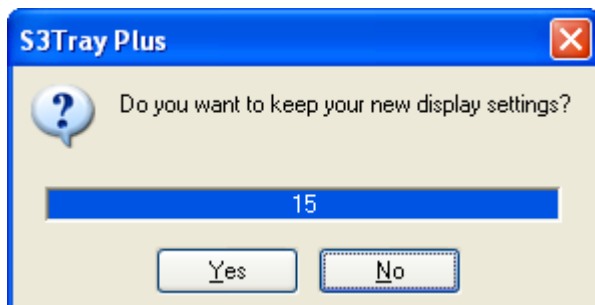 S3Tray Plus
Do you want to keep your new display settings?
15
Yes
No